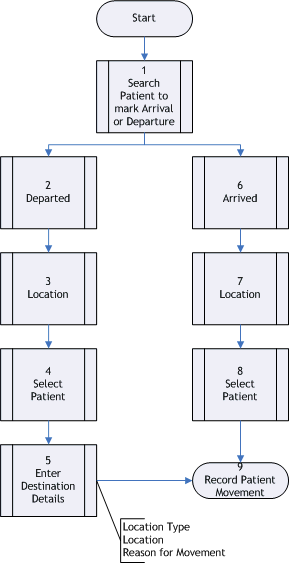 Start
1
Search
Patient to
mark Arrival
or Departure
2
Departed
3
Location
4
Select
Patient
5
Enter
Destination
Details
6
Arrived
7
Location
8
Select
Patient
9
Record Patient
Movement
Location Type
Location
Reason for Movement